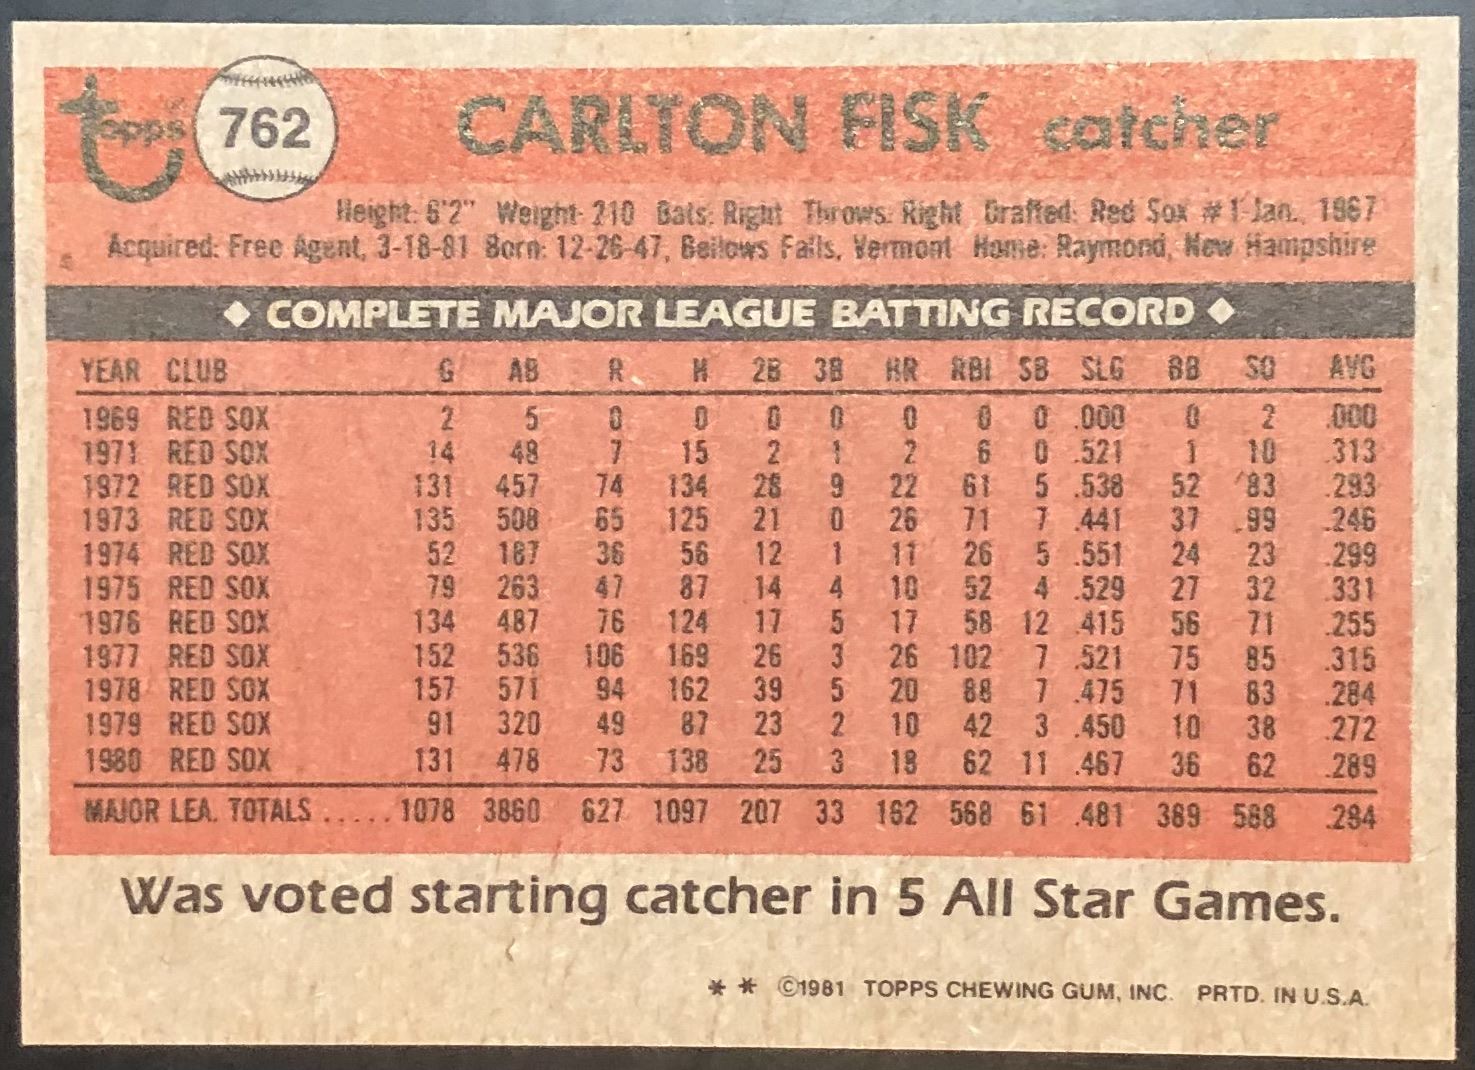 topps 762 CARLTON FISK catcher
Height: 6'2" Weight: 210 Bats: Right Throws: Right Drafted: Red Sox #1-Jan., 1967
Acquired: Free Agent, 3-18-81 Born: 12-26-47, Bellows Falls, Vermont Home: Raymond, New Hampshire
◆ COMPLETE MAJOR LEAGUE BATTING RECORD ◆
YEAR CLUB G AB R H 2B 3B HR RBI SB SLG BB SO AVG
1969 RED SOX 2 5 0 0 0 0 0 0 0 .000 0 2 .000
1971 RED SOX 14 48 7 15 2 1 2 6 0 .521 1 10 .313
1972 RED SOX 131 457 74 134 28 9 22 61 5 .538 52 83 .293
1973 RED SOX 135 508 65 125 21 0 26 71 7 .441 37 99 .246
1974 RED SOX 52 187 36 56 12 1 11 26 5 .551 24 23 .299
1975 RED SOX 79 263 47 87 14 4 10 52 4 .529 27 32 .331
1976 RED SOX 134 487 76 124 17 5 17 58 12 .415 56 71 .255
1977 RED SOX 152 536 106 169 26 3 26 102 7 .521 75 85 .315
1978 RED SOX 157 571 94 162 39 5 20 88 7 .475 71 83 .284
1979 RED SOX 91 320 49 87 23 2 10 42 3 .450 10 38 .272
1980 RED SOX 131 478 73 138 25 3 18 62 11 .467 36 62 .289
MAJOR LEA. TOTALS ..... 1078 3860 627 1097 207 33 162 568 61 .481 389 588 .284
Was voted starting catcher in 5 All Star Games.
* * ©1981 TOPPS CHEWING GUM, INC. PRTD. IN U.S.A.